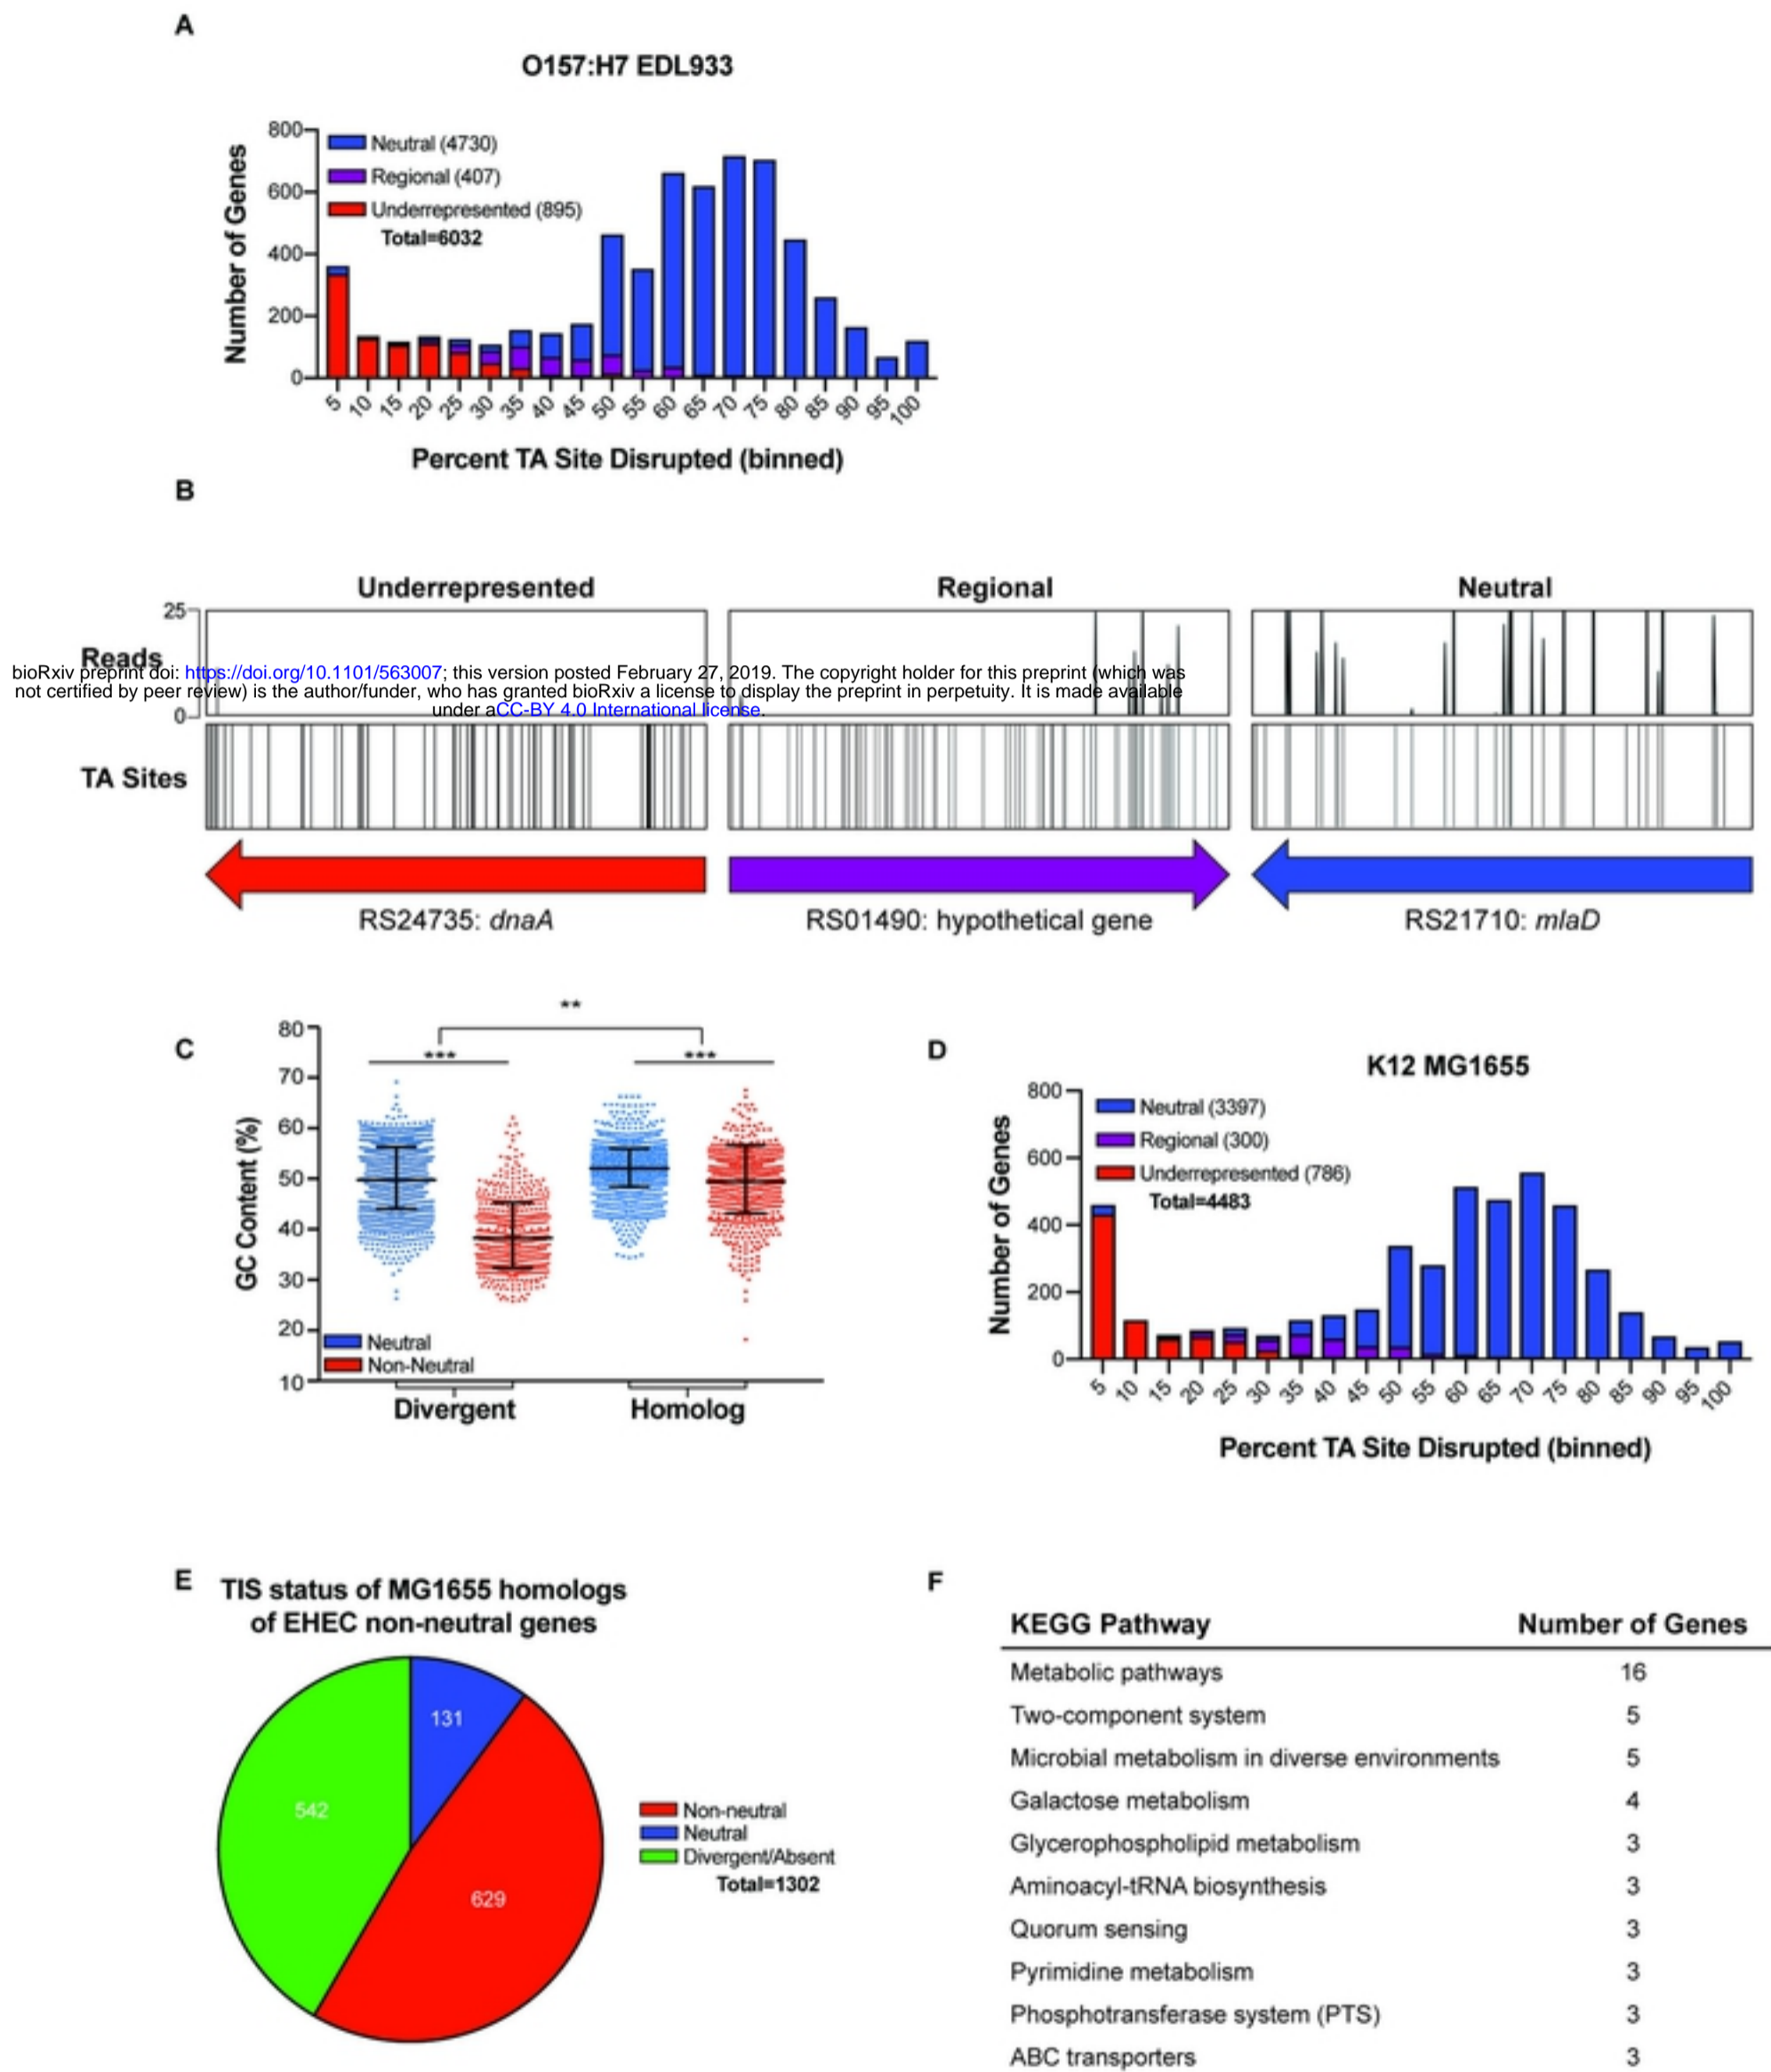 A
O157:H7 EDL933
Number of Genes
800
600
400
200
0
Neutral (4730)
Regional (407)
Underrepresented (895)
Total=6032
5 10 15 20 25 30 35 40 45 50 55 60 65 70 75 80 85 90 95 100
Percent TA Site Disrupted (binned)
B
Underrepresented Regional Neutral
25
Reads
0
bioRxiv preprint doi: https://doi.org/10.1101/563007; this version posted February 27, 2019. The copyright holder for this preprint (which was
not certified by peer review) is the author/funder, who has granted bioRxiv a license to display the preprint in perpetuity. It is made available
under aCC-BY 4.0 International license.
TA Sites
RS24735: dnaA RS01490: hypothetical gene RS21710: mlaD
C
GC Content (%)
80
70
60
50
40
30
20
10
**
*** ***
Neutral
Non-Neutral
Divergent Homolog
D
K12 MG1655
Number of Genes
800
600
400
200
0
Neutral (3397)
Regional (300)
Underrepresented (786)
Total=4483
5 10 15 20 25 30 35 40 45 50 55 60 65 70 75 80 85 90 95 100
Percent TA Site Disrupted (binned)
E
TIS status of MG1655 homologs
of EHEC non-neutral genes
131
542
629
Non-neutral
Neutral
Divergent/Absent
Total=1302
F
KEGG Pathway Number of Genes
Metabolic pathways 16
Two-component system 5
Microbial metabolism in diverse environments 5
Galactose metabolism 4
Glycerophospholipid metabolism 3
Aminoacyl-tRNA biosynthesis 3
Quorum sensing 3
Pyrimidine metabolism 3
Phosphotransferase system (PTS) 3
ABC transporters 3